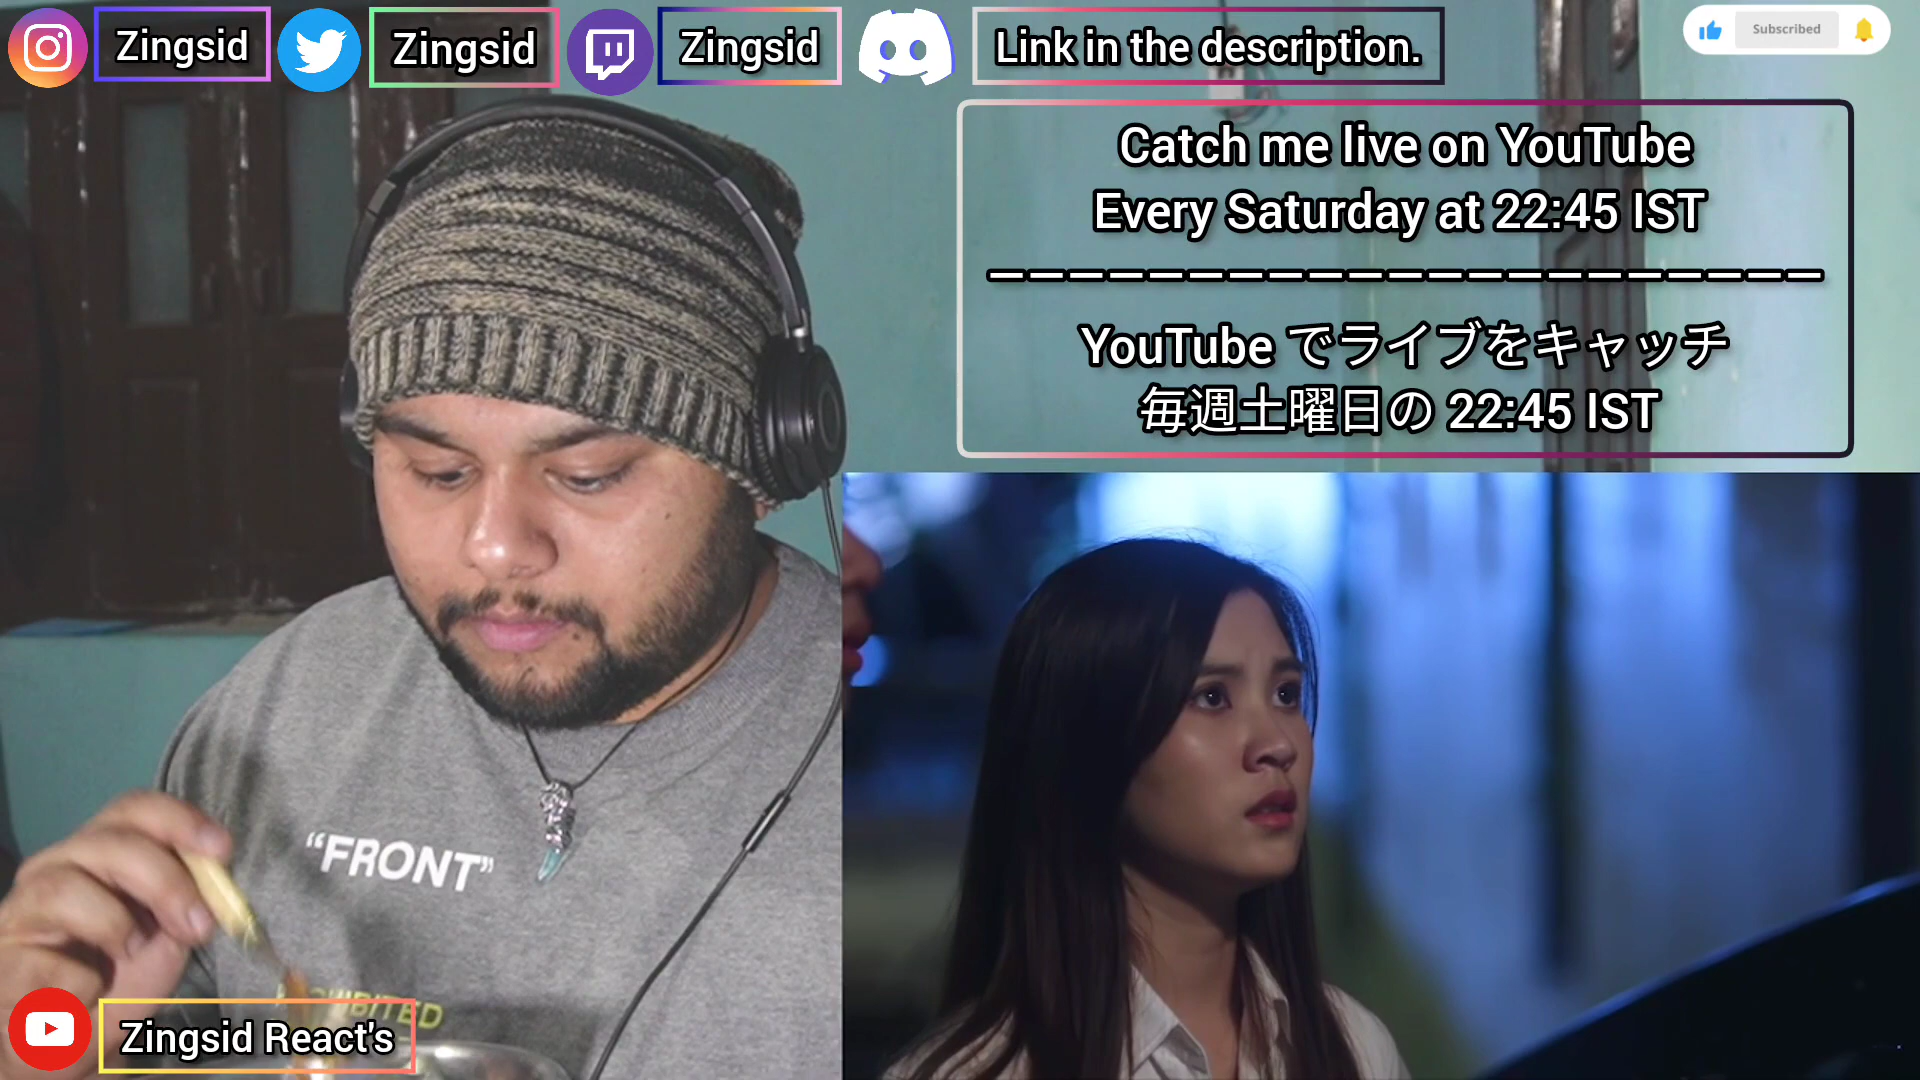 Zingsid
Zingsid
Zingsid
Link in the description.
Subscribed
Catch me live on YouTube
Every Saturday at 22:45 IST
YouTube でライブをキャッチ
毎週土曜日の 22:45 IST
“FRONT”
Zingsid React's